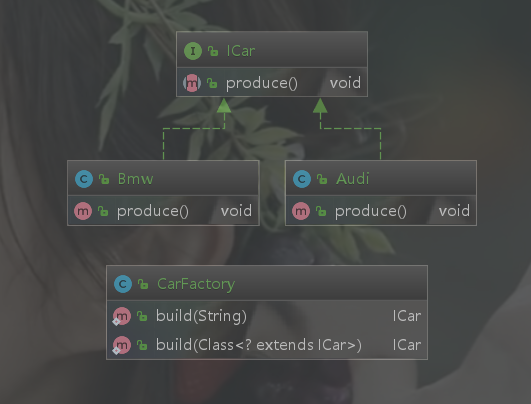 I ICar
m produce() void
C Bmw
m produce() void
C Audi
m produce() void
C CarFactory
m build(String) ICar
m build(Class<? extends ICar>) ICar